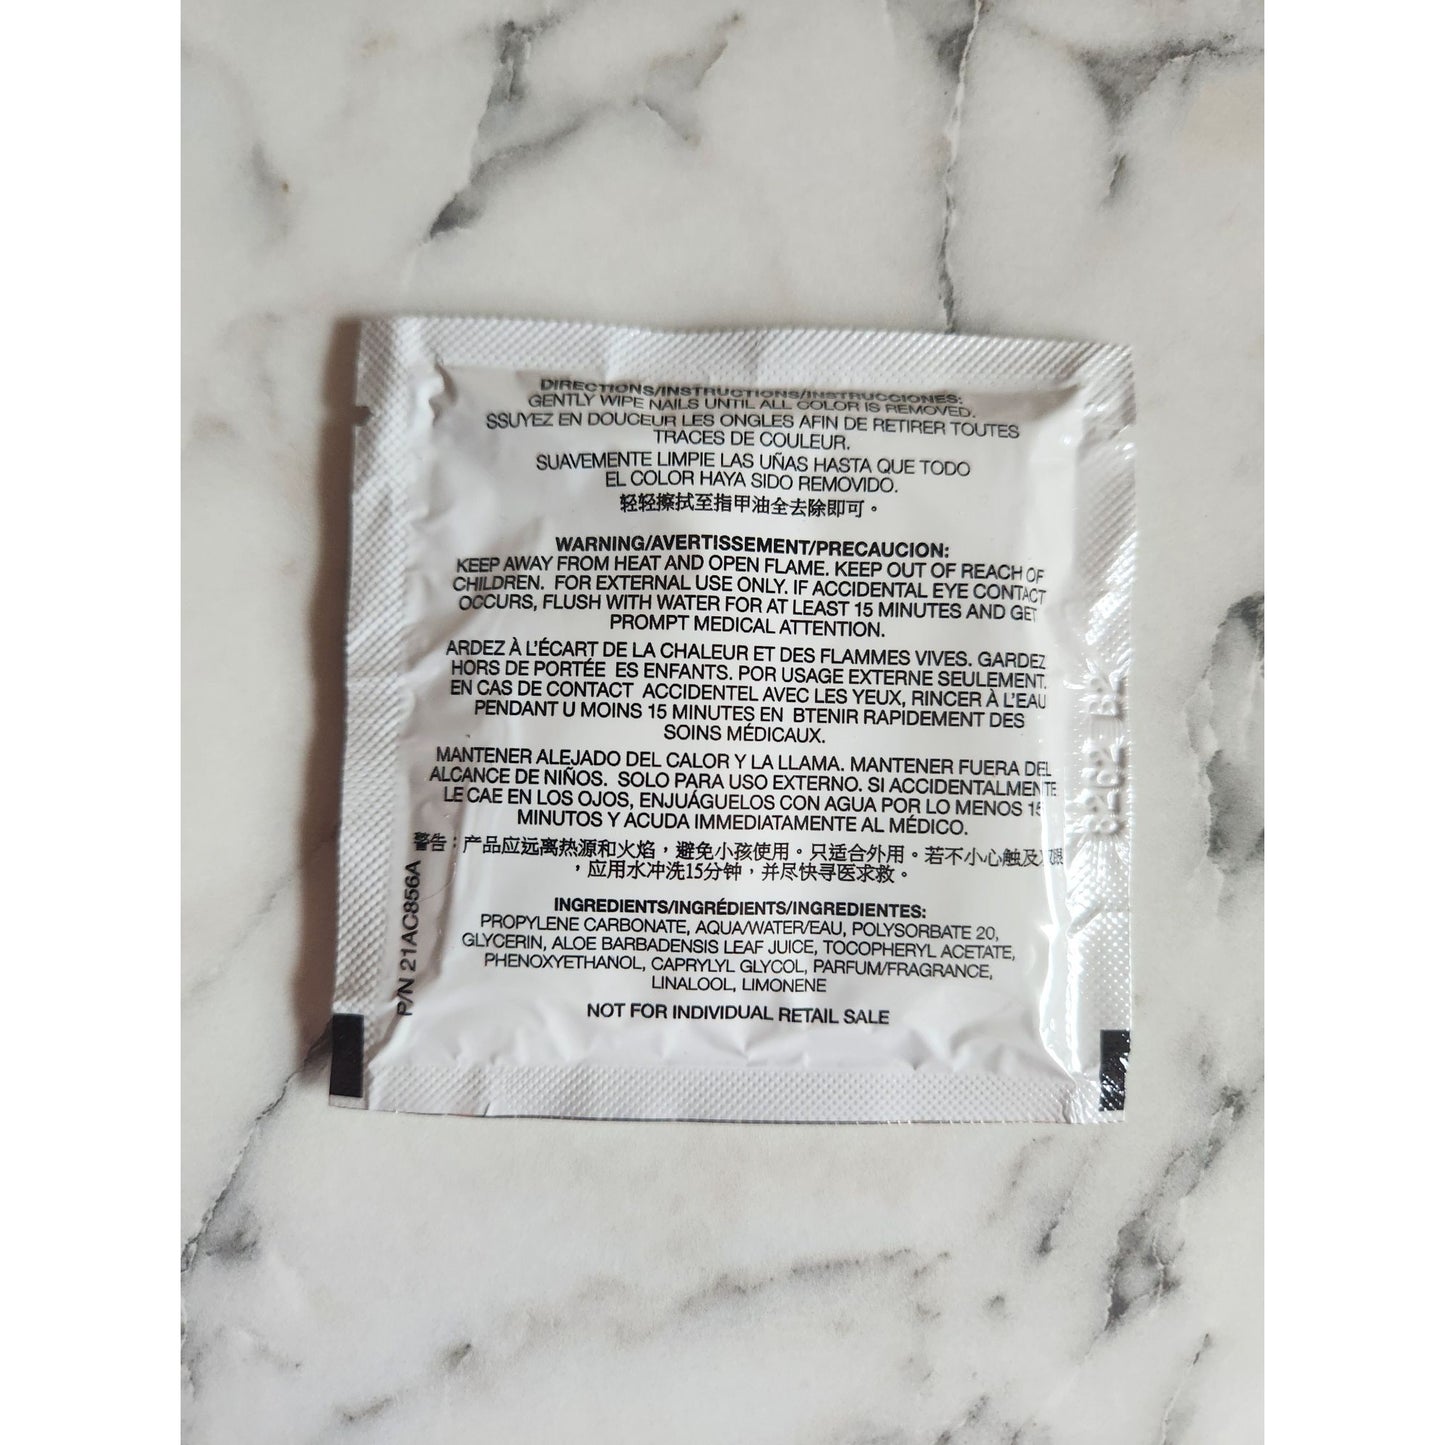 DIRECTIONS/INSTRUCTIONS/INSTRUCCIONES:
GENTLY WIPE NAILS UNTIL ALL COLOR IS REMOVED.
SSUYEZ EN DOUCEUR LES ONGLES AFIN DE RETIRER TOUTES
TRACES DE COULEUR.
SUAVEMENTE LIMPIE LAS UÑAS HASTA QUE TODO
EL COLOR HAYA SIDO REMOVIDO.
轻轻擦拭至指甲油全去除即可。
WARNING/AVERTISSEMENT/PRECAUCION:
KEEP AWAY FROM HEAT AND OPEN FLAME. KEEP OUT OF REACH OF
CHILDREN. FOR EXTERNAL USE ONLY. IF ACCIDENTAL EYE CONTACT
OCCURS, FLUSH WITH WATER FOR AT LEAST 15 MINUTES AND GET
PROMPT MEDICAL ATTENTION.
ARDEZ À L'ÉCART DE LA CHALEUR ET DES FLAMMES VIVES. GARDEZ
HORS DE PORTÉE ES ENFANTS. POR USAGE EXTERNE SEULEMENT.
EN CAS DE CONTACT ACCIDENTEL AVEC LES YEUX, RINCER À L'EAU
PENDANT U MOINS 15 MINUTES EN BTENIR RAPIDEMENT DES
SOINS MÉDICAUX.
MANTENER ALEJADO DEL CALOR Y LA LLAMA. MANTENER FUERA DEL
ALCANCE DE NIÑOS. SOLO PARA USO EXTERNO. SI ACCIDENTALMENTE
LE CAE EN LOS OJOS, ENJUÁGUELOS CON AGUA POR LO MENOS 15
MINUTOS Y ACUDA IMMEDIATAMENTE AL MÉDICO.
警告：产品应远离热源和火焰，避免小孩使用。只适合外用。若不小心触及双眼
，应用水冲洗15分钟，并尽快寻医求救。
INGREDIENTS/INGRÉDIENTS/INGREDIENTES:
PROPYLENE CARBONATE, AQUA/WATER/EAU, POLYSORBATE 20,
GLYCERIN, ALOE BARBADENSIS LEAF JUICE, TOCOPHERYL ACETATE,
PHENOXYETHANOL, CAPRYLYL GLYCOL, PARFUM/FRAGRANCE,
LINALOOL, LIMONENE
NOT FOR INDIVIDUAL RETAIL SALE
P/N 21AC856A